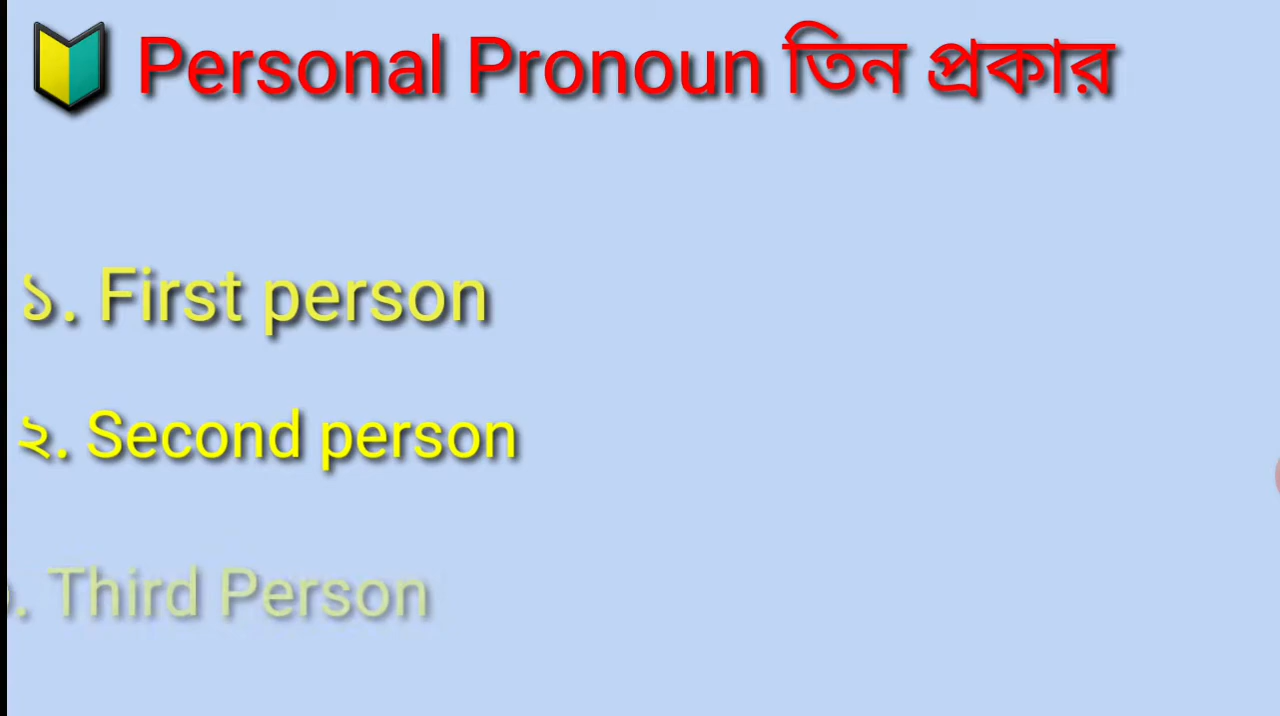 Personal Pronoun তিন প্রকার
১. First person
২. Second person
. Third Person